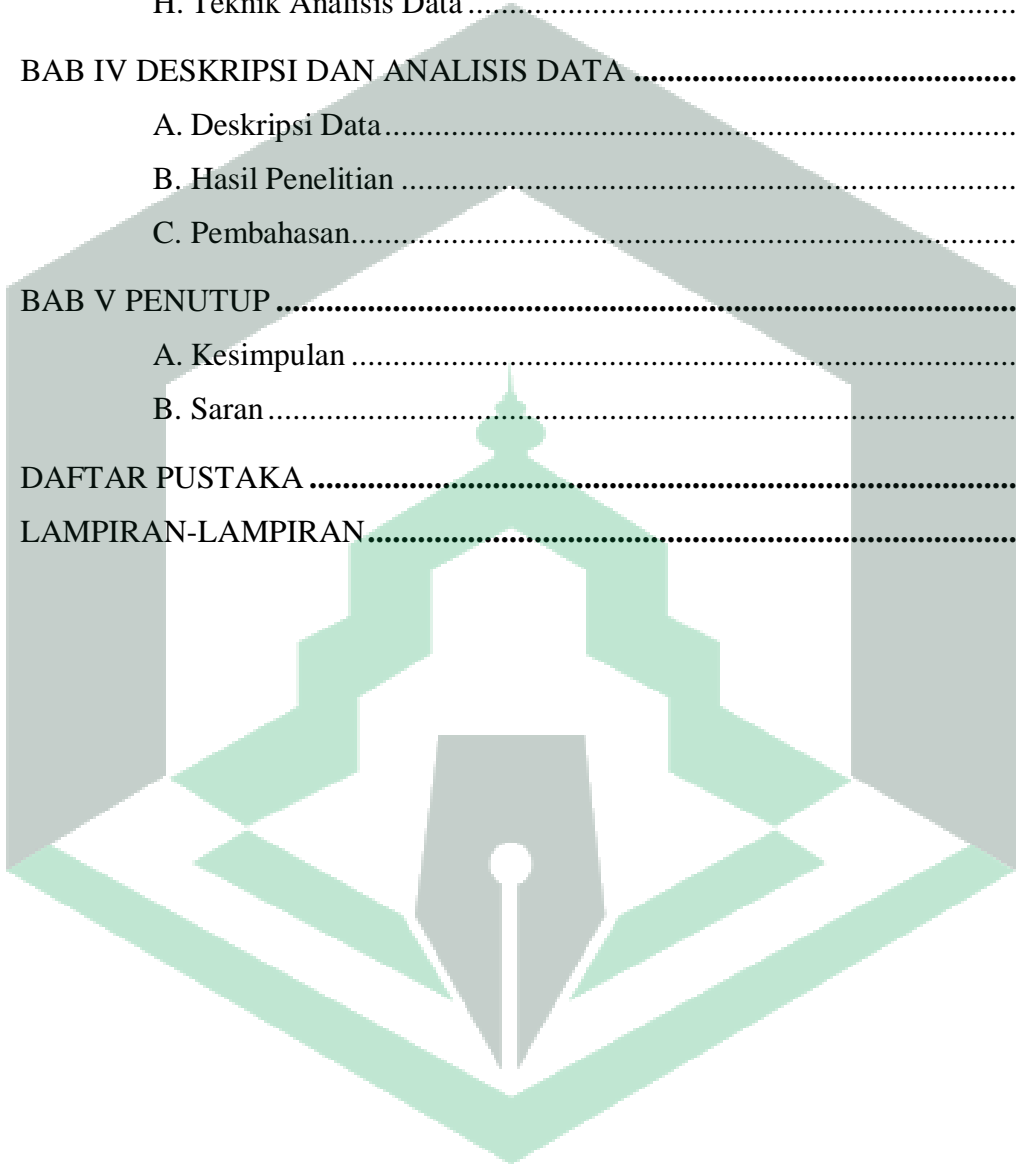 H. Teknik Analisis Data ........................................................
BAB IV DESKRIPSI DAN ANALISIS DATA ........................................
A. Deskripsi Data................................................................
B. Hasil Penelitian ..............................................................
C. Pembahasan....................................................................
BAB V PENUTUP ....................................................................
A. Kesimpulan ....................................................................
B. Saran ..........................................................................
DAFTAR PUSTAKA ................................................................
LAMPIRAN-LAMPIRAN............................................................